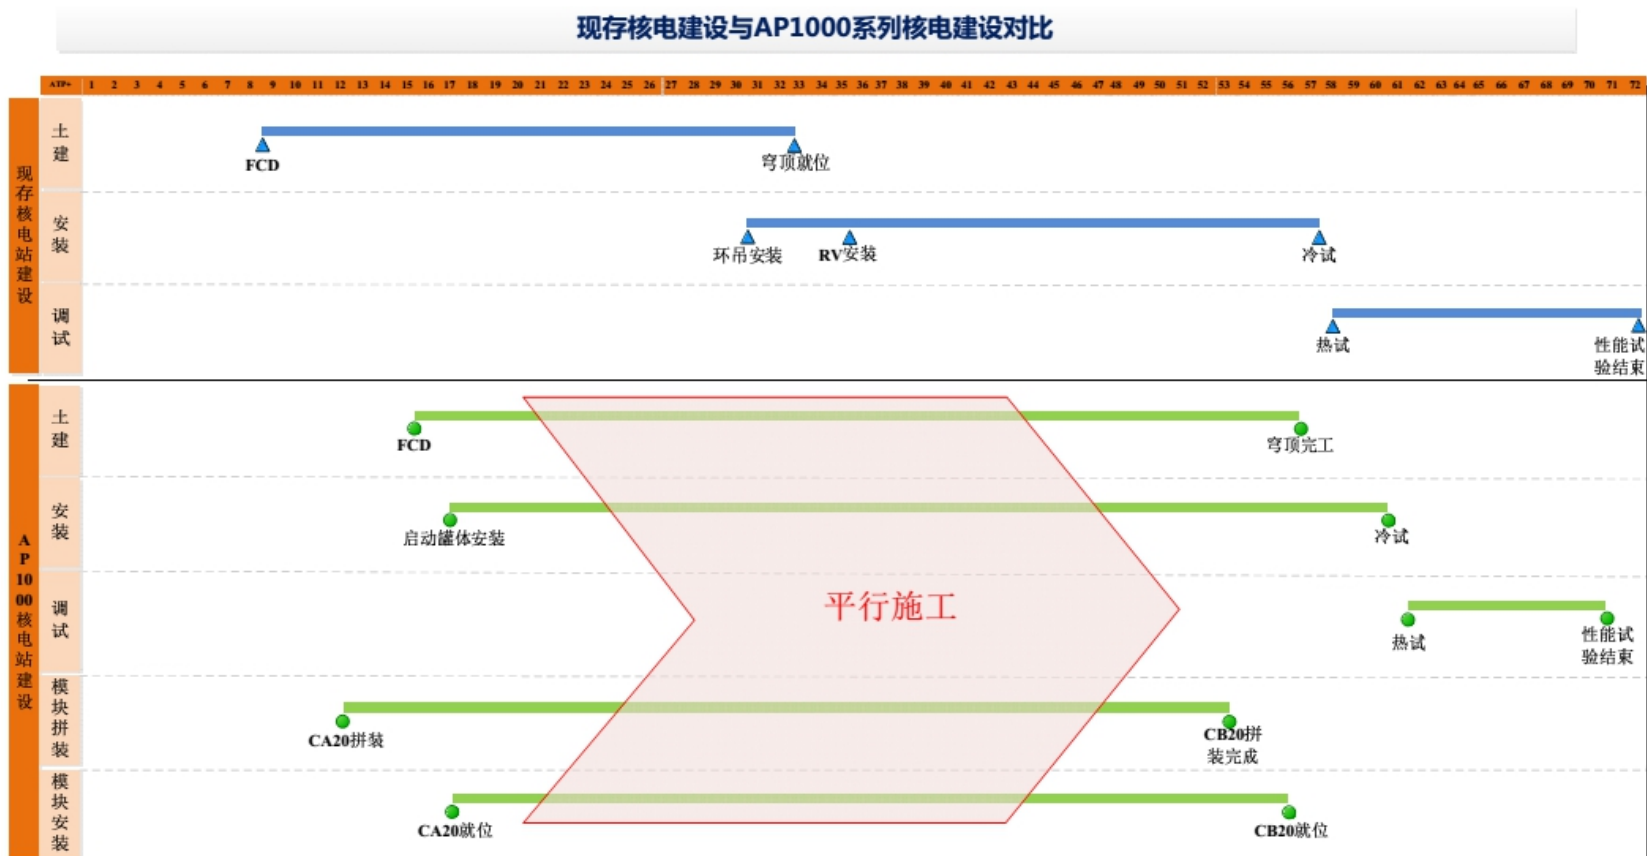 现存核电建设与AP1000系列核电建设对比
ATP+ 1 2 3 4 5 6 7 8 9 10 11 12 13 14 15 16 17 18 19 20 21 22 23 24 25 26 27 28 29 30 31 32 33 34 35 36 37 38 39 40 41 42 43 44 45 46 47 48 49 50 51 52 53 54 55 56 57 58 59 60 61 62 63 64 65 66 67 68 69 70 71 72
现存核电站建设
土建
FCD
穹顶就位
安装
环吊安装
RV安装
冷试
调试
热试
性能试
验结束
AP1000核电站建设
土建
FCD
穹顶完工
安装
启动罐体安装
冷试
平行施工
调试
热试
性能试
验结束
模块拼装
CA20拼装
CB20拼
装完成
模块安装
CA20就位
CB20就位